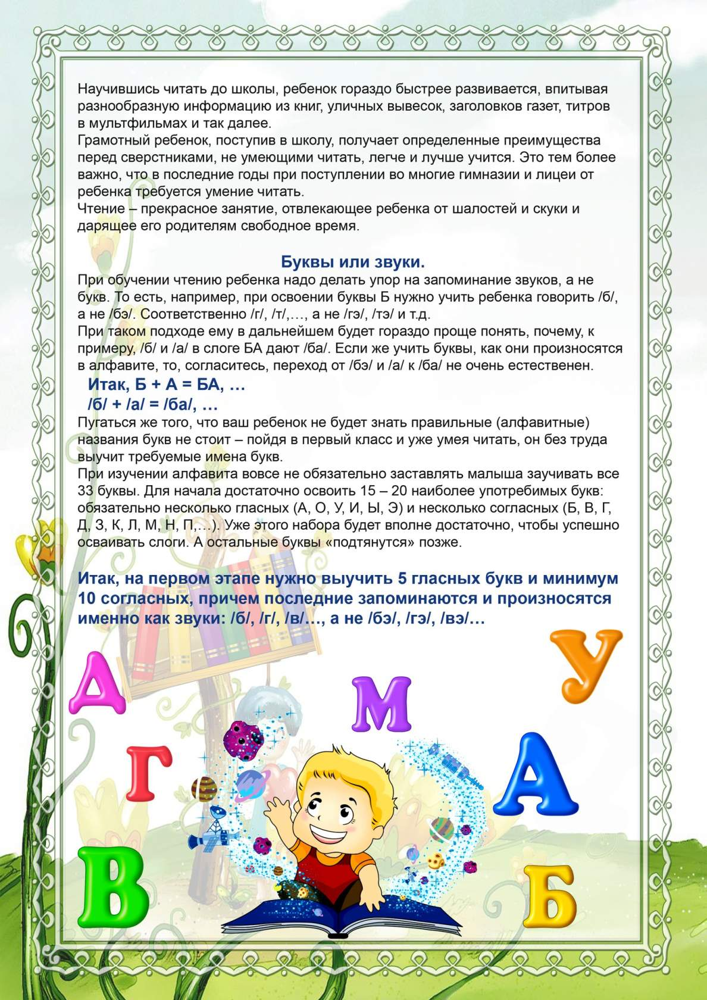 Научившись читать до школы, ребенок гораздо быстрее развивается, впитывая
разнообразную информацию из книг, уличных вывесок, заголовков газет, титров
в мультфильмах и так далее.
Грамотный ребенок, поступив в школу, получает определенные преимущества
перед сверстниками, не умеющими читать, легче и лучше учится. Это тем более
важно, что в последние годы при поступлении во многие гимназии и лицеи от
ребенка требуется умение читать.
Чтение – прекрасное занятие, отвлекающее ребенка от шалостей и скуки и
дарящее его родителям свободное время.
Буквы или звуки.
При обучении чтению ребенка надо делать упор на запоминание звуков, а не
букв. То есть, например, при освоении буквы Б нужно учить ребенка говорить /б/,
а не /бэ/. Соответственно /г/, /т/,…, а не /гэ/, /тэ/ и т.д.
При таком подходе ему в дальнейшем будет гораздо проще понять, почему, к
примеру, /б/ и /а/ в слоге БА дают /ба/. Если же учить буквы, как они произносятся
в алфавите, то, согласитесь, переход от /бэ/ и /а/ к /ба/ не очень естественен.
Итак, Б + А = БА, …
/б/ + /а/ = /ба/, …
Пугаться же того, что ваш ребенок не будет знать правильные (алфавитные)
названия букв не стоит – пойдя в первый класс и уже умея читать, он без труда
выучит требуемые имена букв.
При изучении алфавита вовсе не обязательно заставлять малыша заучивать все
33 буквы. Для начала достаточно освоить 15 – 20 наиболее употребимых букв:
обязательно несколько гласных (А, О, У, И, Ы, Э) и несколько согласных (Б, В, Г,
Д, З, К, Л, М, Н, П,…). Уже этого набора будет вполне достаточно, чтобы успешно
осваивать слоги. А остальные буквы «подтянутся» позже.
Итак, на первом этапе нужно выучить 5 гласных букв и минимум
10 согласных, причем последние запоминаются и произносятся
именно как звуки: /б/, /г/, /в/…, а не /бэ/, /гэ/, /вэ/…
У
Д
М
Г
А
В
Б